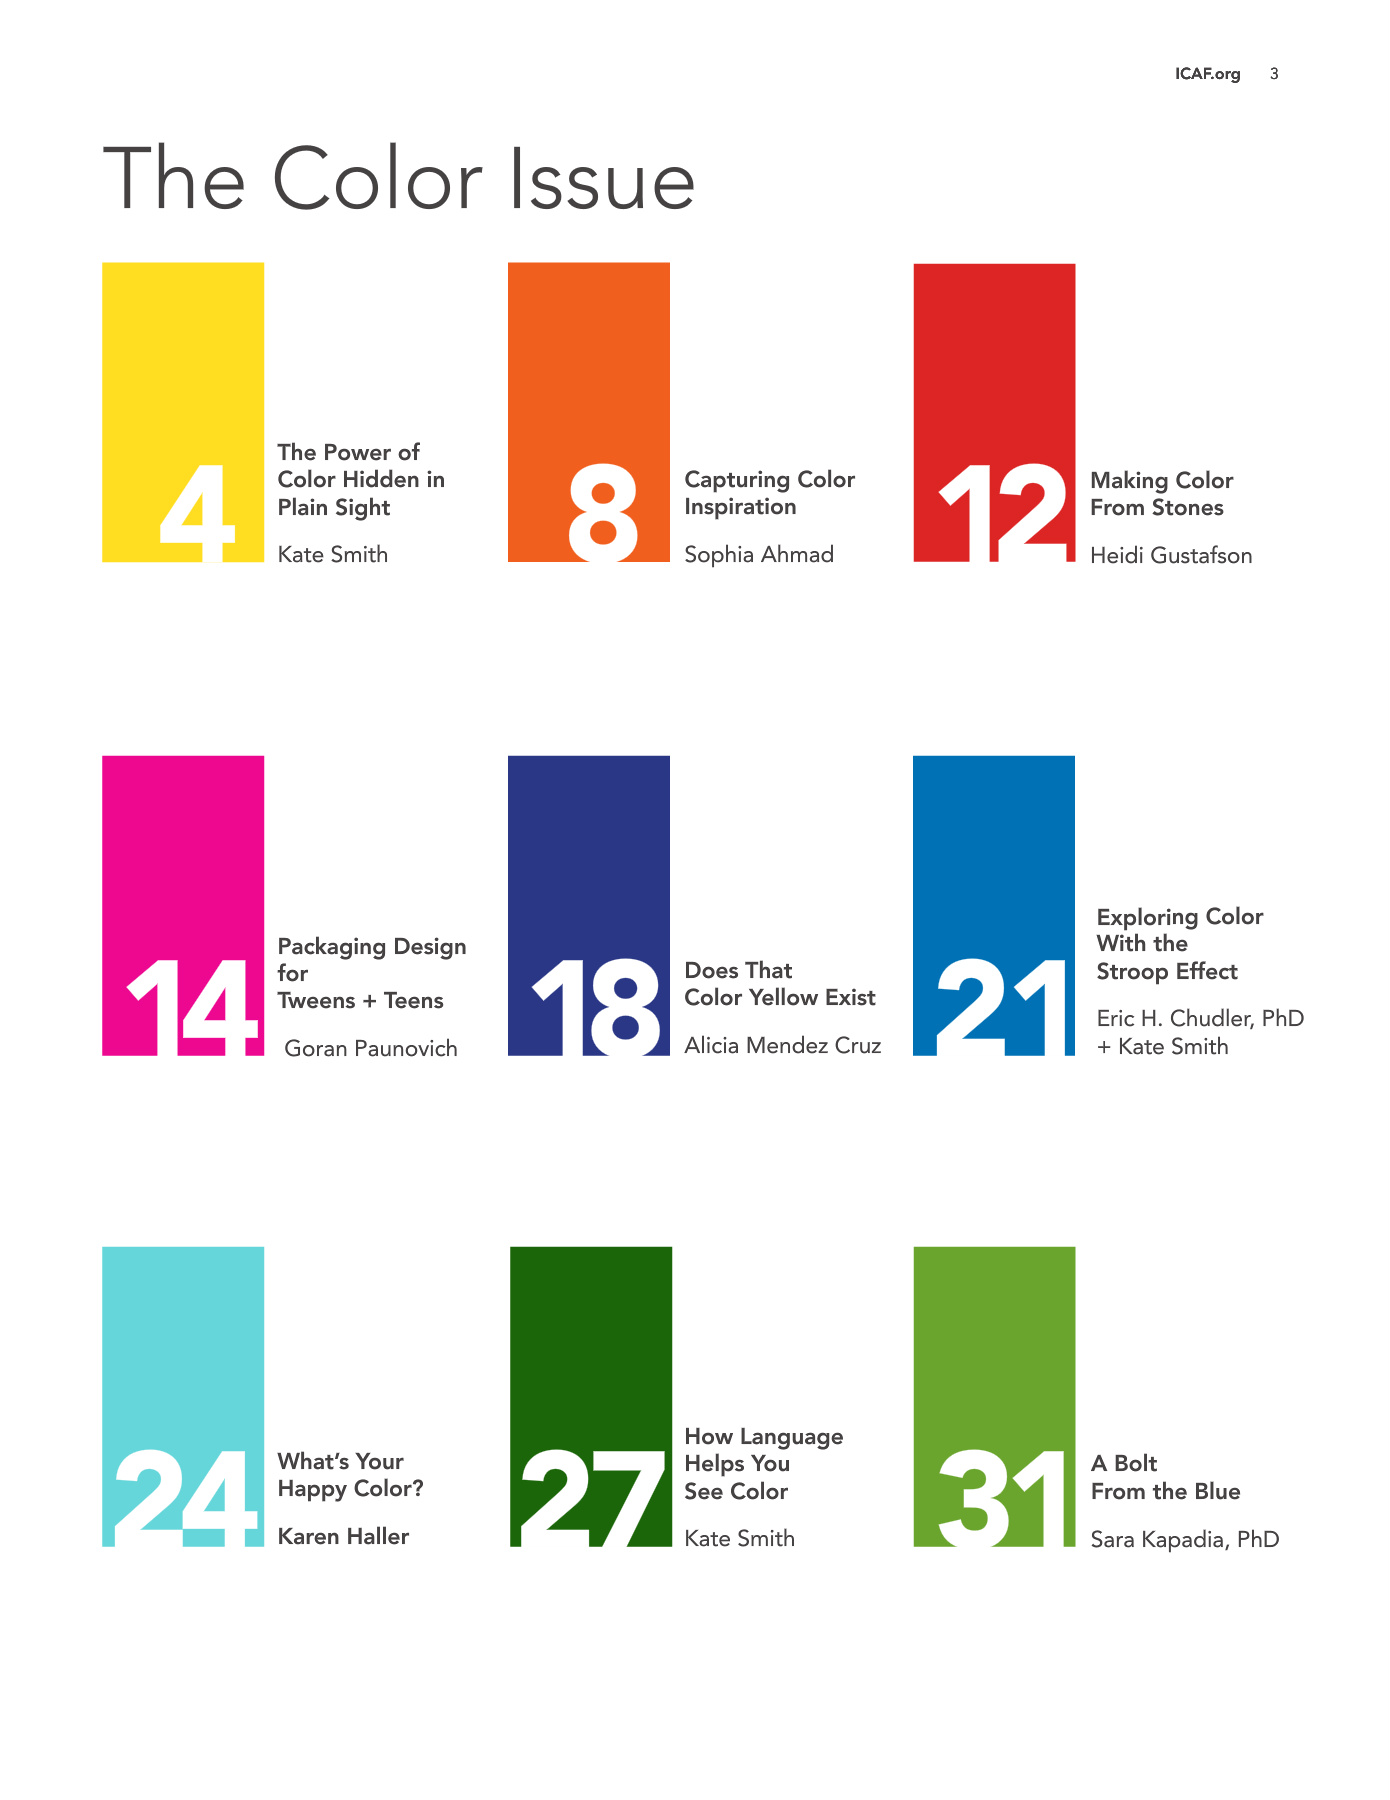 ICAF.org 3
The Color Issue
4
The Power of
Color Hidden in
Plain Sight
Kate Smith
8
Capturing Color
Inspiration
Sophia Ahmad
12
Making Color
From Stones
Heidi Gustafson
14
Packaging Design
for
Tweens + Teens
Goran Paunovich
18
Does That
Color Yellow Exist
Alicia Mendez Cruz
21
Exploring Color
With the
Stroop Effect
Eric H. Chudler, PhD
+ Kate Smith
24
What’s Your
Happy Color?
Karen Haller
27
How Language
Helps You
See Color
Kate Smith
31
A Bolt
From the Blue
Sara Kapadia, PhD